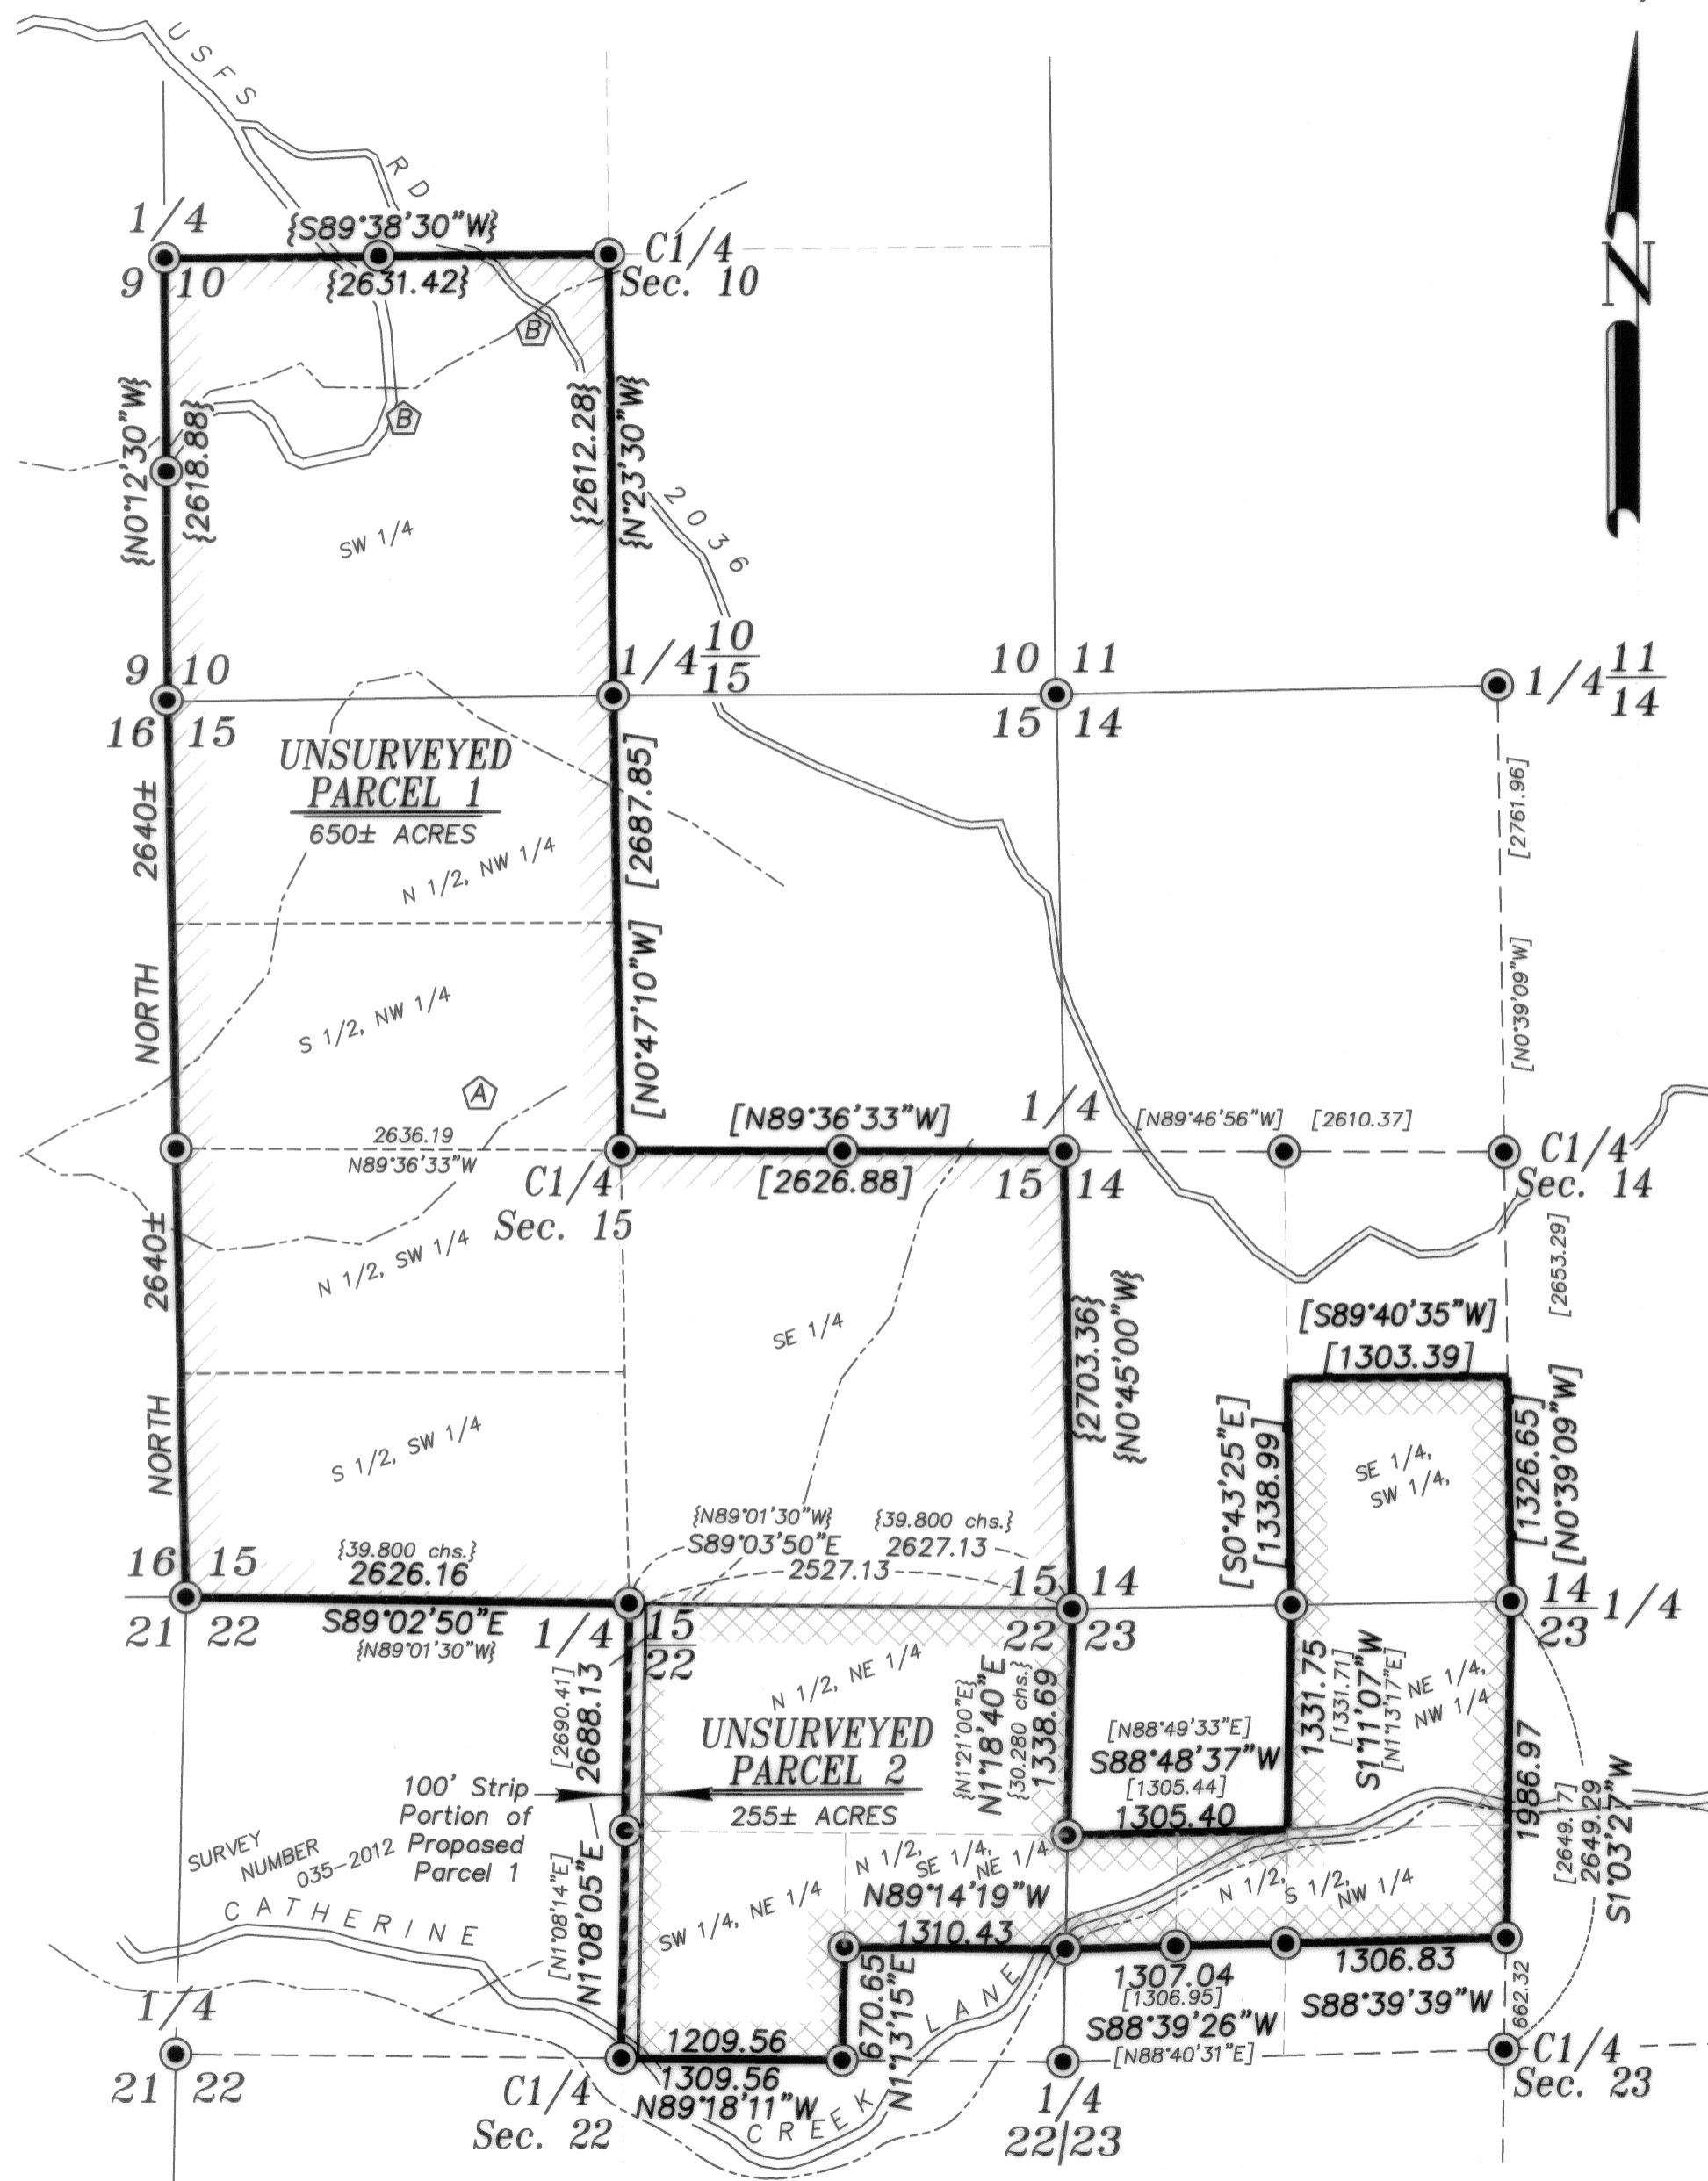 USFS
RD
N
1/4
{S89°38'30"W}
C1/4
9 10
{2631.42}
Sec. 10
B
{N0°12'30"W}
{2618.88}
B
{2612.28}
{N°23'30"W}
SW 1/4
2036
9 10
1/4 10
15
10 11
1/4 11
14
16 15
15 14
UNSURVEYED
PARCEL 1
650± ACRES
2640±
[2687.85]
[2761.96]
N 1/2, NW 1/4
NORTH
[N0°47'10"W]
[N0°39'09"W]
S 1/2, NW 1/4
A
2636.19
N89°36'33"W
[N89°36'33"W]
1/4
[N89°46'56"W]
[2610.37]
C1/4
Sec. 15
[2626.88]
15 14
C1/4
Sec. 14
2640±
N 1/2, SW 1/4
[2653.29]
{2703.36}
{N0°45'00"W}
SE 1/4
[S89°40'35"W]
[1303.39]
NORTH
S 1/2, SW 1/4
[S0°43'25"E]
[1338.99]
SE 1/4,
SW 1/4,
[1326.65]
[N0°39'09"W]
{N89°01'30"W}
{39.800 chs.}
S89°03'50"E
2627.13
2527.13
16 15
{39.800 chs.}
2626.16
15 14
14
23 1/4
21 22
S89°02'50"E
{N89°01'30"W}
1/4 15
22
22 23
N 1/2, NE 1/4
[2690.41]
2688.13
{N1°21'00"E}
N1°18'40"E
{30.280 chs.}
1338.69
1331.75
[1331.71]
S1°11'07"W
[N1°13'17"E]
NE 1/4,
NW 1/4
UNSURVEYED
PARCEL 2
255± ACRES
[N88°49'33"E]
S88°48'37"W
[1305.44]
1305.40
100' Strip
Portion of
Proposed
Parcel 1
1986.97
[2649.17]
2649.29
S1°03'27"W
SURVEY
NUMBER
035-2012
[N1°08'14"E]
N1°08'05"E
N 1/2,
SE 1/4,
NE 1/4
N89°14'19"W
1310.43
N 1/2,
S 1/2,
NW 1/4
SW 1/4, NE 1/4
CATHERINE
CREEK
LANE
670.65
N1°13'15"E
1307.04
[1306.95]
S88°39'26"W
[N88°40'31"E]
1306.83
S88°39'39"W
662.32
1/4
21 22
1209.56
1309.56
N89°18'11"W
C1/4
Sec. 22
1/4
22|23
C1/4
Sec. 23